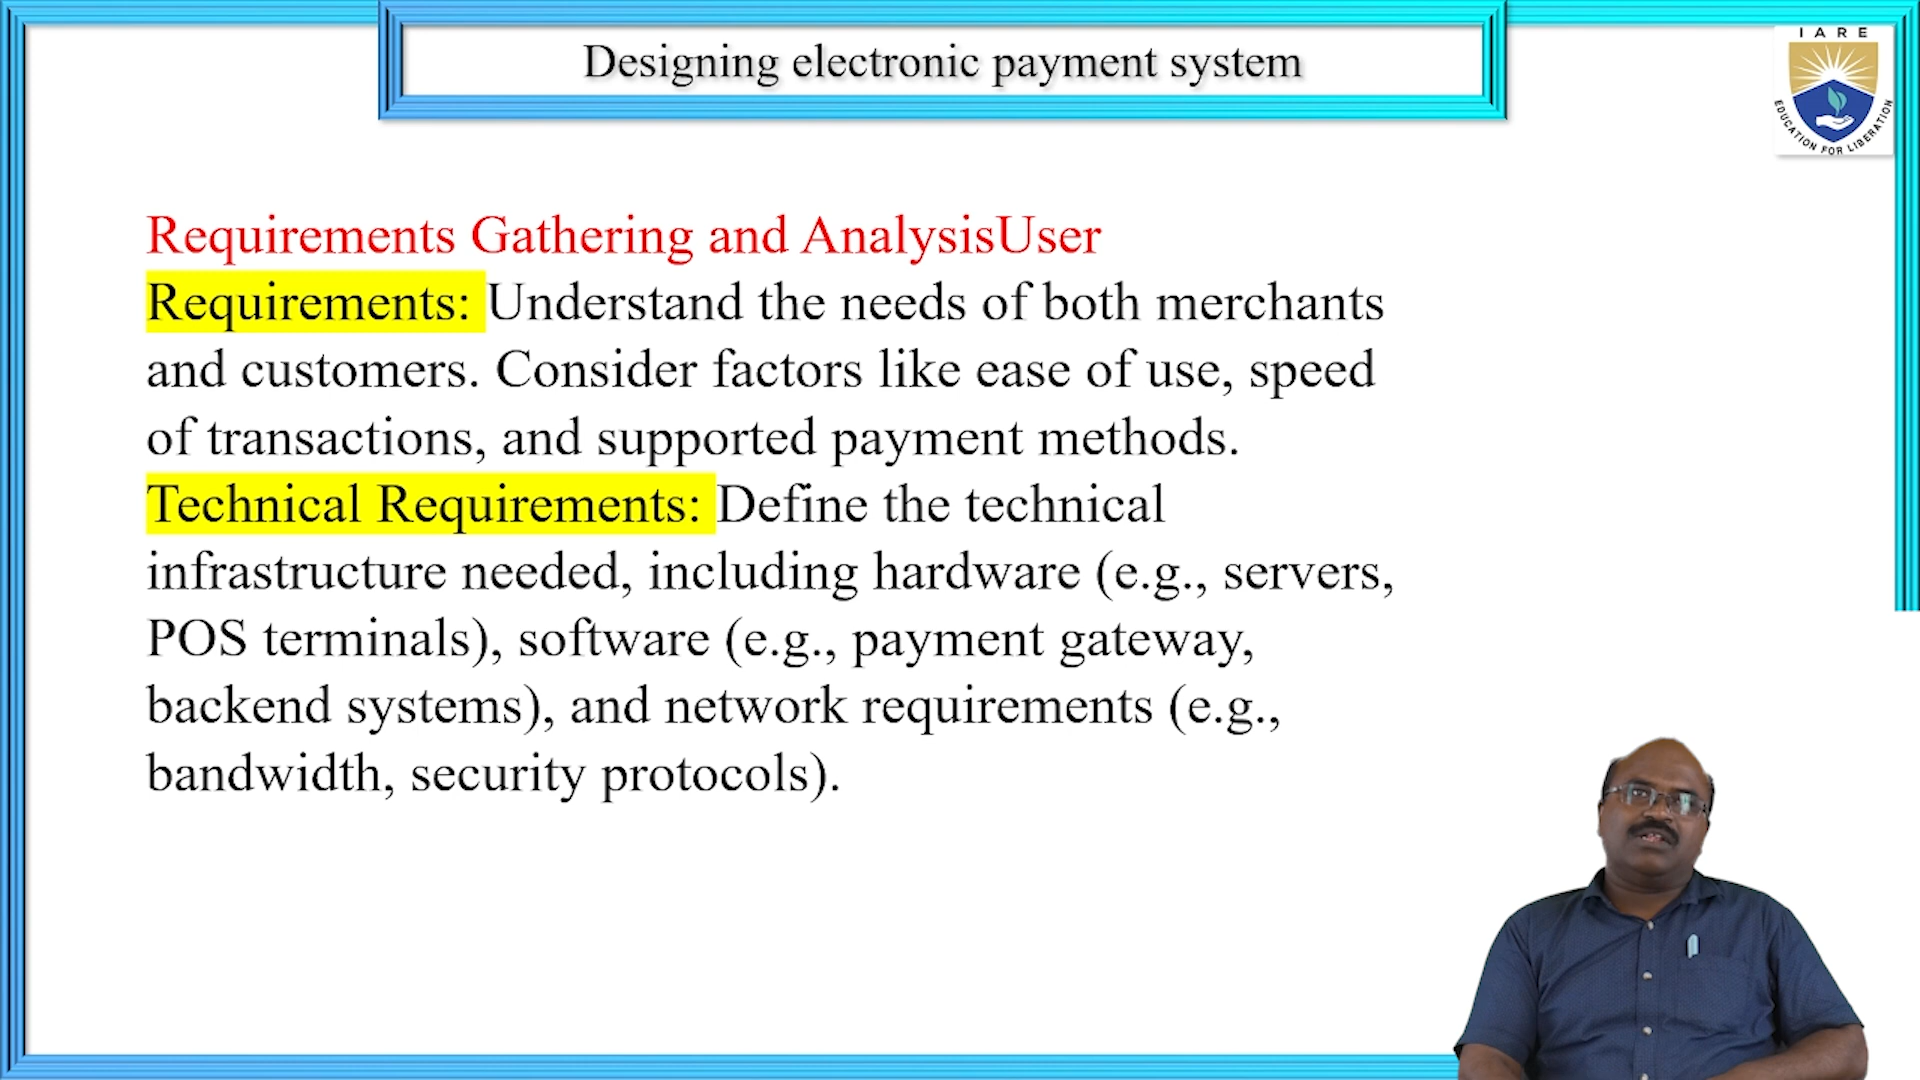 Designing electronic payment system
IARE
EDUCATION FOR LIBERATION
Requirements Gathering and AnalysisUser
Requirements: Understand the needs of both merchants
and customers. Consider factors like ease of use, speed
of transactions, and supported payment methods.
Technical Requirements: Define the technical
infrastructure needed, including hardware (e.g., servers,
POS terminals), software (e.g., payment gateway,
backend systems), and network requirements (e.g.,
bandwidth, security protocols).